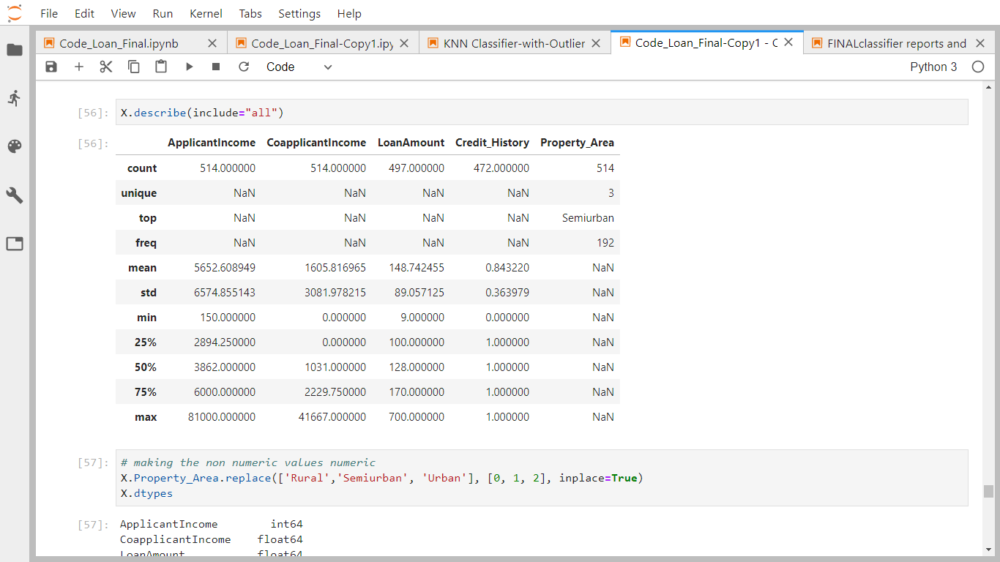 File Edit View Run Kernel Tabs Settings Help
Code_Loan_Final.ipynb Code_Loan_Final-Copy1.ipy KNN Classifier-with-Outlier Code_Loan_Final-Copy1 - C FINALclassifier reports and
Code Python 3
[56]: X.describe(include="all")
[56]: ApplicantIncome CoapplicantIncome LoanAmount Credit_History Property_Area
count 514.000000 514.000000 497.000000 472.000000 514
unique NaN NaN NaN NaN 3
top NaN NaN NaN NaN Semiurban
freq NaN NaN NaN NaN 192
mean 5652.608949 1605.816965 148.742455 0.843220 NaN
std 6574.855143 3081.978215 89.057125 0.363979 NaN
min 150.000000 0.000000 9.000000 0.000000 NaN
25% 2894.250000 0.000000 100.000000 1.000000 NaN
50% 3862.000000 1031.000000 128.000000 1.000000 NaN
75% 6000.000000 2229.750000 170.000000 1.000000 NaN
max 81000.000000 41667.000000 700.000000 1.000000 NaN
[57]: # making the non numeric values numeric
X.Property_Area.replace(['Rural','Semiurban', 'Urban'], [0, 1, 2], inplace=True)
X.dtypes
[57]: ApplicantIncome int64
CoapplicantIncome float64
LoanAmount float64